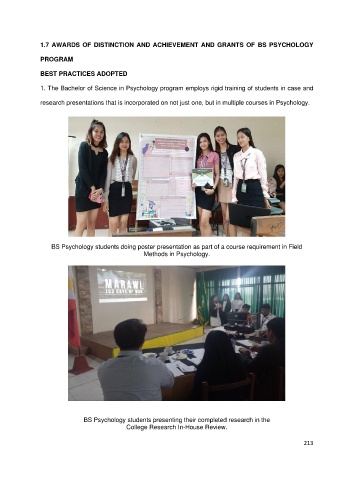 1.7 AWARDS OF DISTINCTION AND ACHIEVEMENT AND GRANTS OF BS PSYCHOLOGY
PROGRAM
BEST PRACTICES ADOPTED
1. The Bachelor of Science in Psychology program employs rigid training of students in case and
research presentations that is incorporated on not just one, but in multiple courses in Psychology.
BS Psychology students doing poster presentation as part of a course requirement in Field
Methods in Psychology.
MARAWI
BS Psychology students presenting their completed research in the
College Research In-House Review.
213